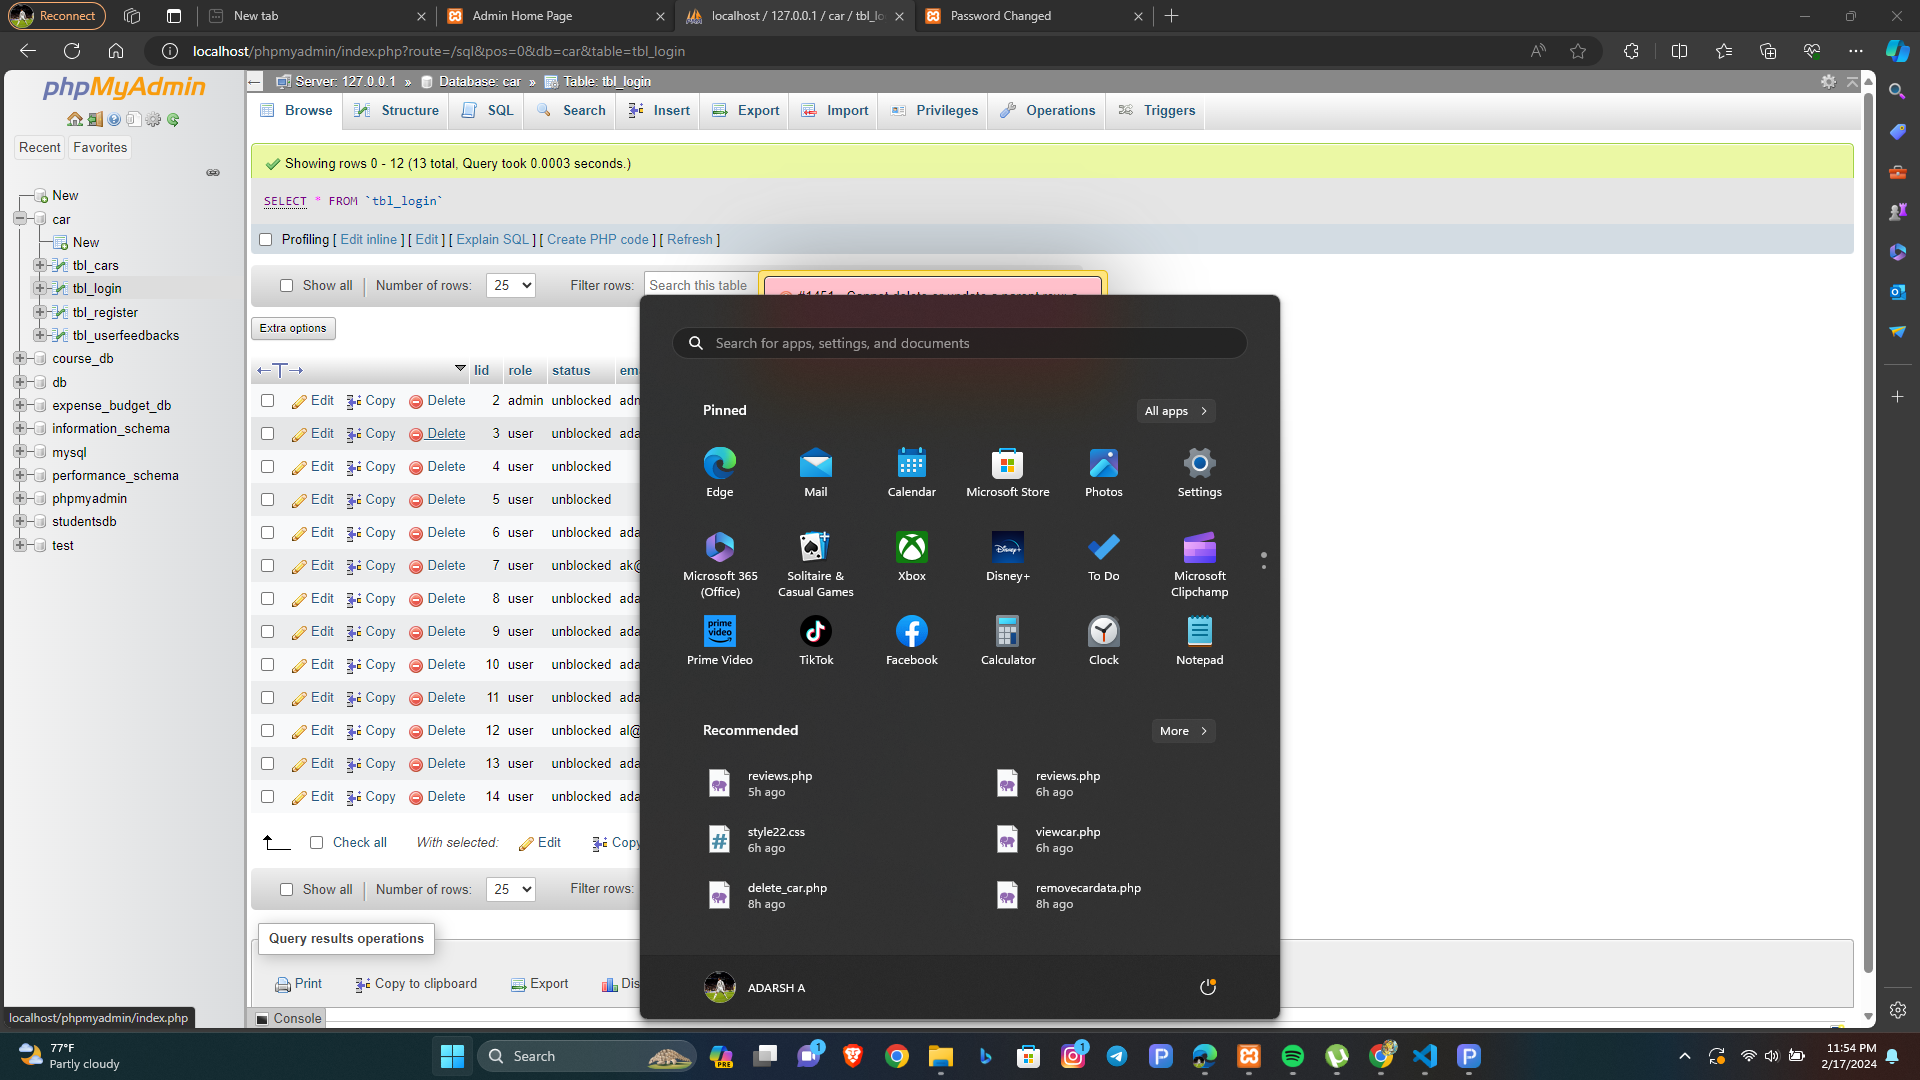 Reconnect
New tab
Admin Home Page
localhost / 127.0.0.1 / car / tbl_lo
Password Changed
localhost/phpmyadmin/index.php?route=/sql&pos=0&db=car&table=tbl_login
phpMyAdmin
Recent
Favorites
New
car
New
tbl_cars
tbl_login
tbl_register
tbl_userfeedbacks
course_db
db
expense_budget_db
information_schema
mysql
performance_schema
phpmyadmin
studentsdb
test
localhost/phpmyadmin/index.php
Server: 127.0.0.1 » Database: car » Table: tbl_login
Browse Structure SQL Search Insert Export Import Privileges Operations Triggers
Showing rows 0 - 12 (13 total, Query took 0.0003 seconds.)
SELECT * FROM `tbl_login`
Profiling [ Edit inline ] [ Edit ] [ Explain SQL ] [ Create PHP code ] [ Refresh ]
Show all Number of rows: 25 Filter rows: Search this table
Extra options
lid role status em
Edit Copy Delete 2 admin unblocked adn
Edit Copy Delete 3 user unblocked ada
Edit Copy Delete 4 user unblocked
Edit Copy Delete 5 user unblocked
Edit Copy Delete 6 user unblocked ada
Edit Copy Delete 7 user unblocked ak@
Edit Copy Delete 8 user unblocked ada
Edit Copy Delete 9 user unblocked ada
Edit Copy Delete 10 user unblocked ada
Edit Copy Delete 11 user unblocked ada
Edit Copy Delete 12 user unblocked al@
Edit Copy Delete 13 user unblocked ada
Edit Copy Delete 14 user unblocked ada
Check all With selected: Edit Copy
Show all Number of rows: 25 Filter rows:
Query results operations
Print Copy to clipboard Export Dis
Console
Search for apps, settings, and documents
Pinned
All apps
Edge
Mail
Calendar
Microsoft Store
Photos
Settings
Microsoft 365
(Office)
Solitaire &
Casual Games
Xbox
Disney+
To Do
Microsoft
Clipchamp
prime
video
Prime Video
TikTok
Facebook
Calculator
Clock
Notepad
Recommended
More
reviews.php
5h ago
reviews.php
6h ago
style22.css
6h ago
viewcar.php
6h ago
delete_car.php
8h ago
removecardata.php
8h ago
ADARSH A
77°F
Partly cloudy
Search
PRE
1
1
11:54 PM
2/17/2024